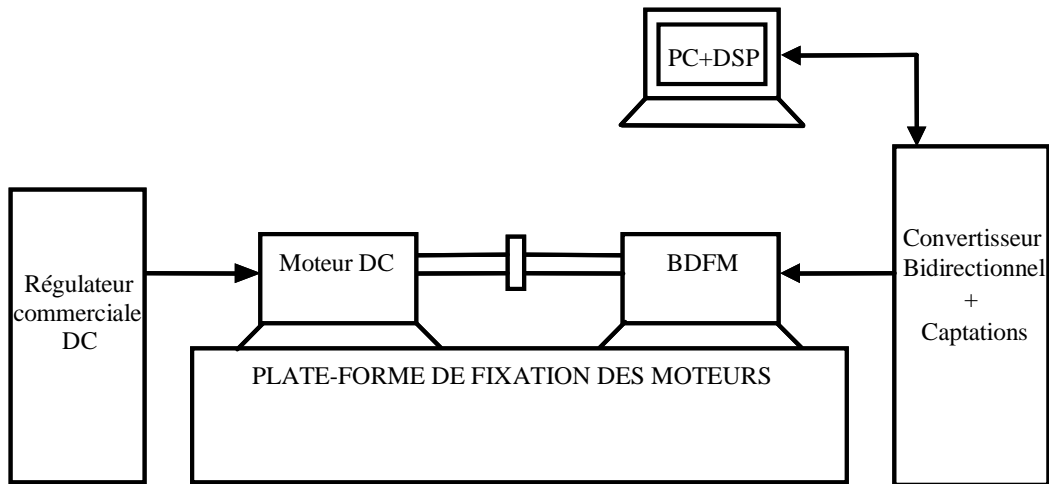 PC+DSP
Régulateur
commerciale
DC
Moteur DC
BDFM
Convertisseur
Bidirectionnel
+
Captations
PLATE-FORME DE FIXATION DES MOTEURS